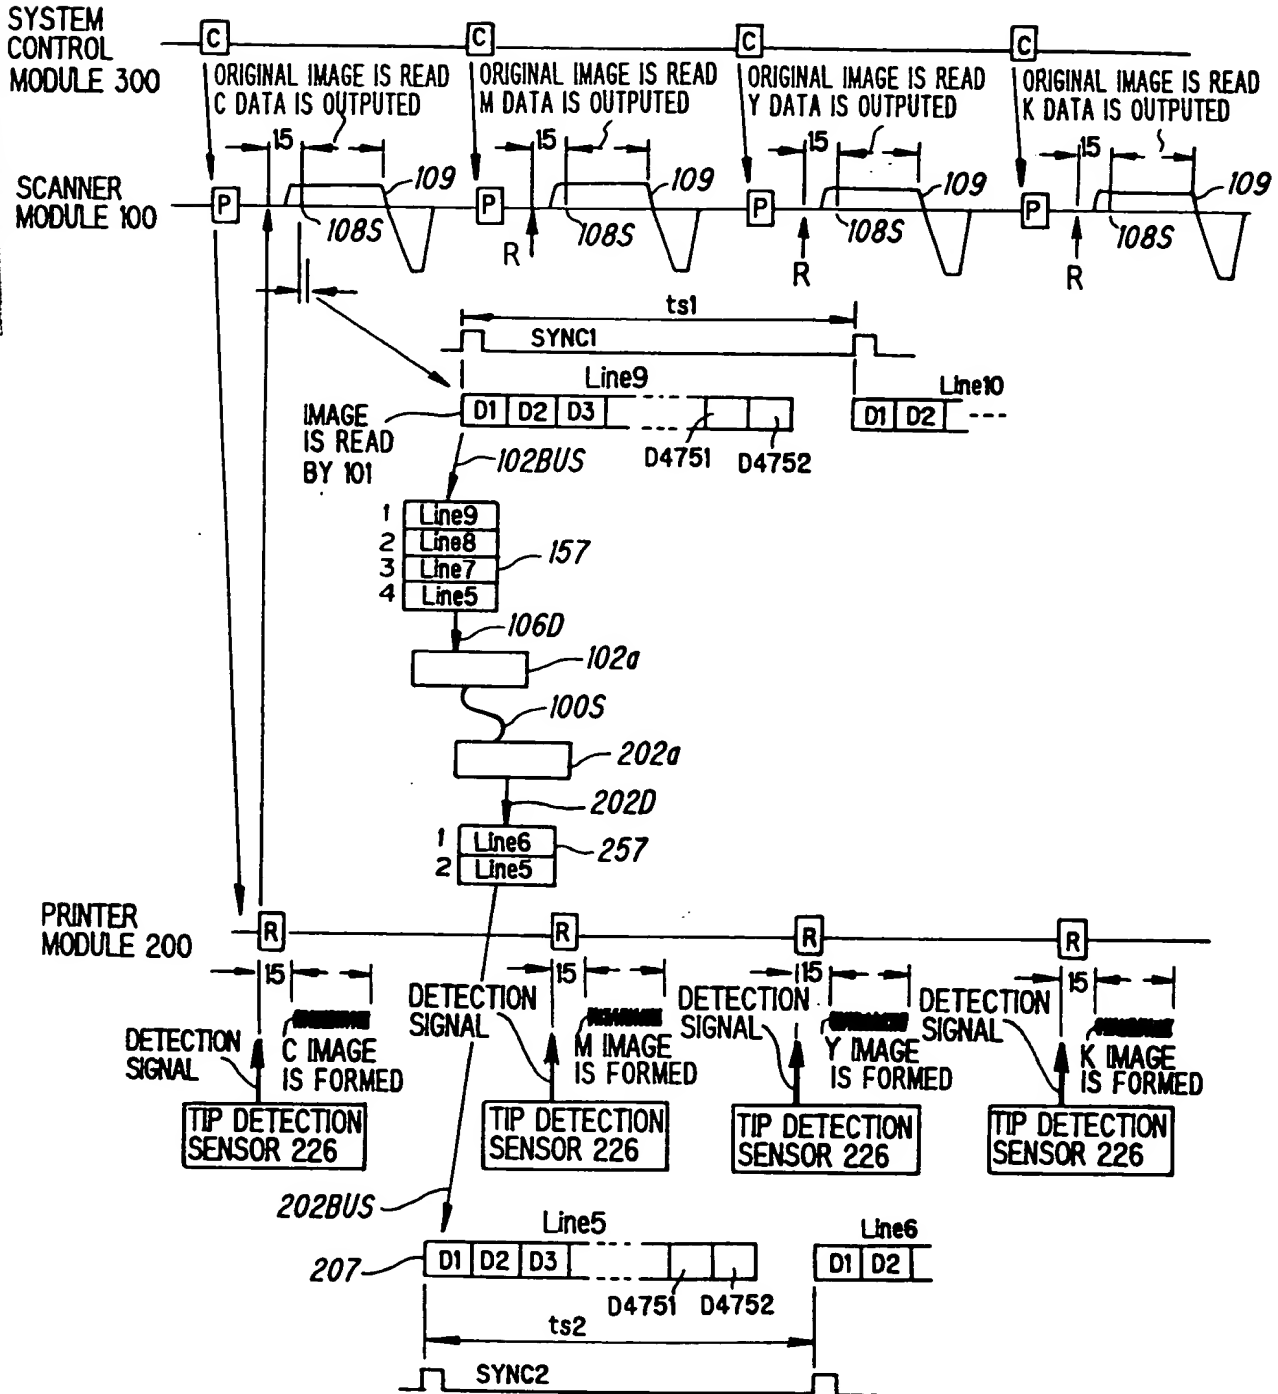 SYSTEM
CONTROL
MODULE 300
C
C
C
C
ORIGINAL IMAGE IS READ
C DATA IS OUTPUTED
ORIGINAL IMAGE IS READ
M DATA IS OUTPUTED
ORIGINAL IMAGE IS READ
Y DATA IS OUTPUTED
ORIGINAL IMAGE IS READ
K DATA IS OUTPUTED
15
15
15
15
SCANNER
MODULE 100
P
109
P
109
P
109
P
109
108S
108S
108S
108S
R
R
R
ts1
SYNC1
Line9
Line10
IMAGE
IS READ
BY 101
D1 D2 D3
D4751 D4752
D1 D2
102BUS
1 Line9
2 Line8
3 Line7
4 Line5
157
106D
102a
100S
202a
202D
1 Line6
2 Line5
257
PRINTER
MODULE 200
R
R
R
R
15
15
15
15
DETECTION
SIGNAL
C IMAGE
IS FORMED
DETECTION
SIGNAL
M IMAGE
IS FORMED
DETECTION
SIGNAL
Y IMAGE
IS FORMED
DETECTION
SIGNAL
K IMAGE
IS FORMED
TIP DETECTION
SENSOR 226
TIP DETECTION
SENSOR 226
TIP DETECTION
SENSOR 226
TIP DETECTION
SENSOR 226
202BUS
Line5
Line6
207
D1 D2 D3
D1 D2
D4751 D4752
ts2
SYNC2